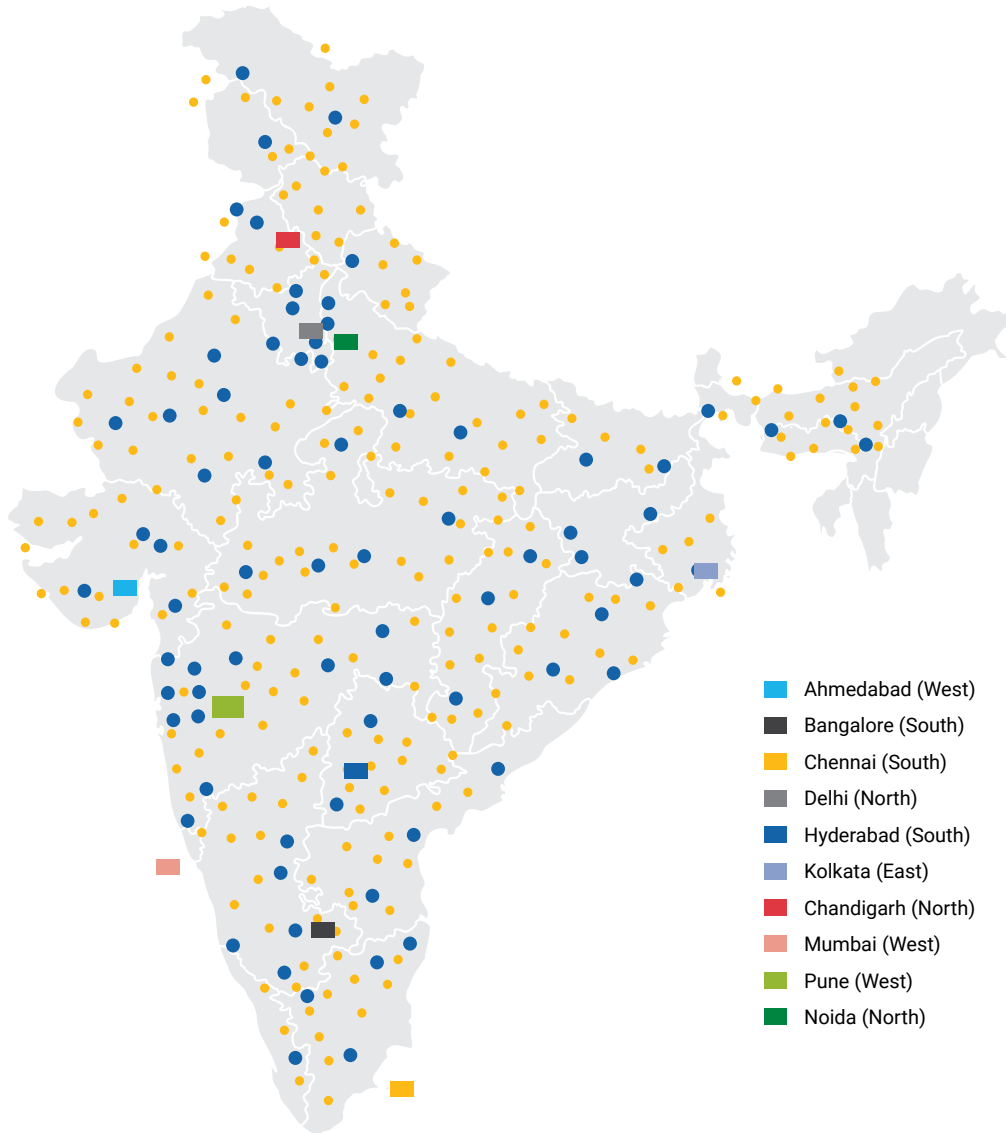 Ahmedabad (West)
Bangalore (South)
Chennai (South)
Delhi (North)
Hyderabad (South)
Kolkata (East)
Chandigarh (North)
Mumbai (West)
Pune (West)
Noida (North)